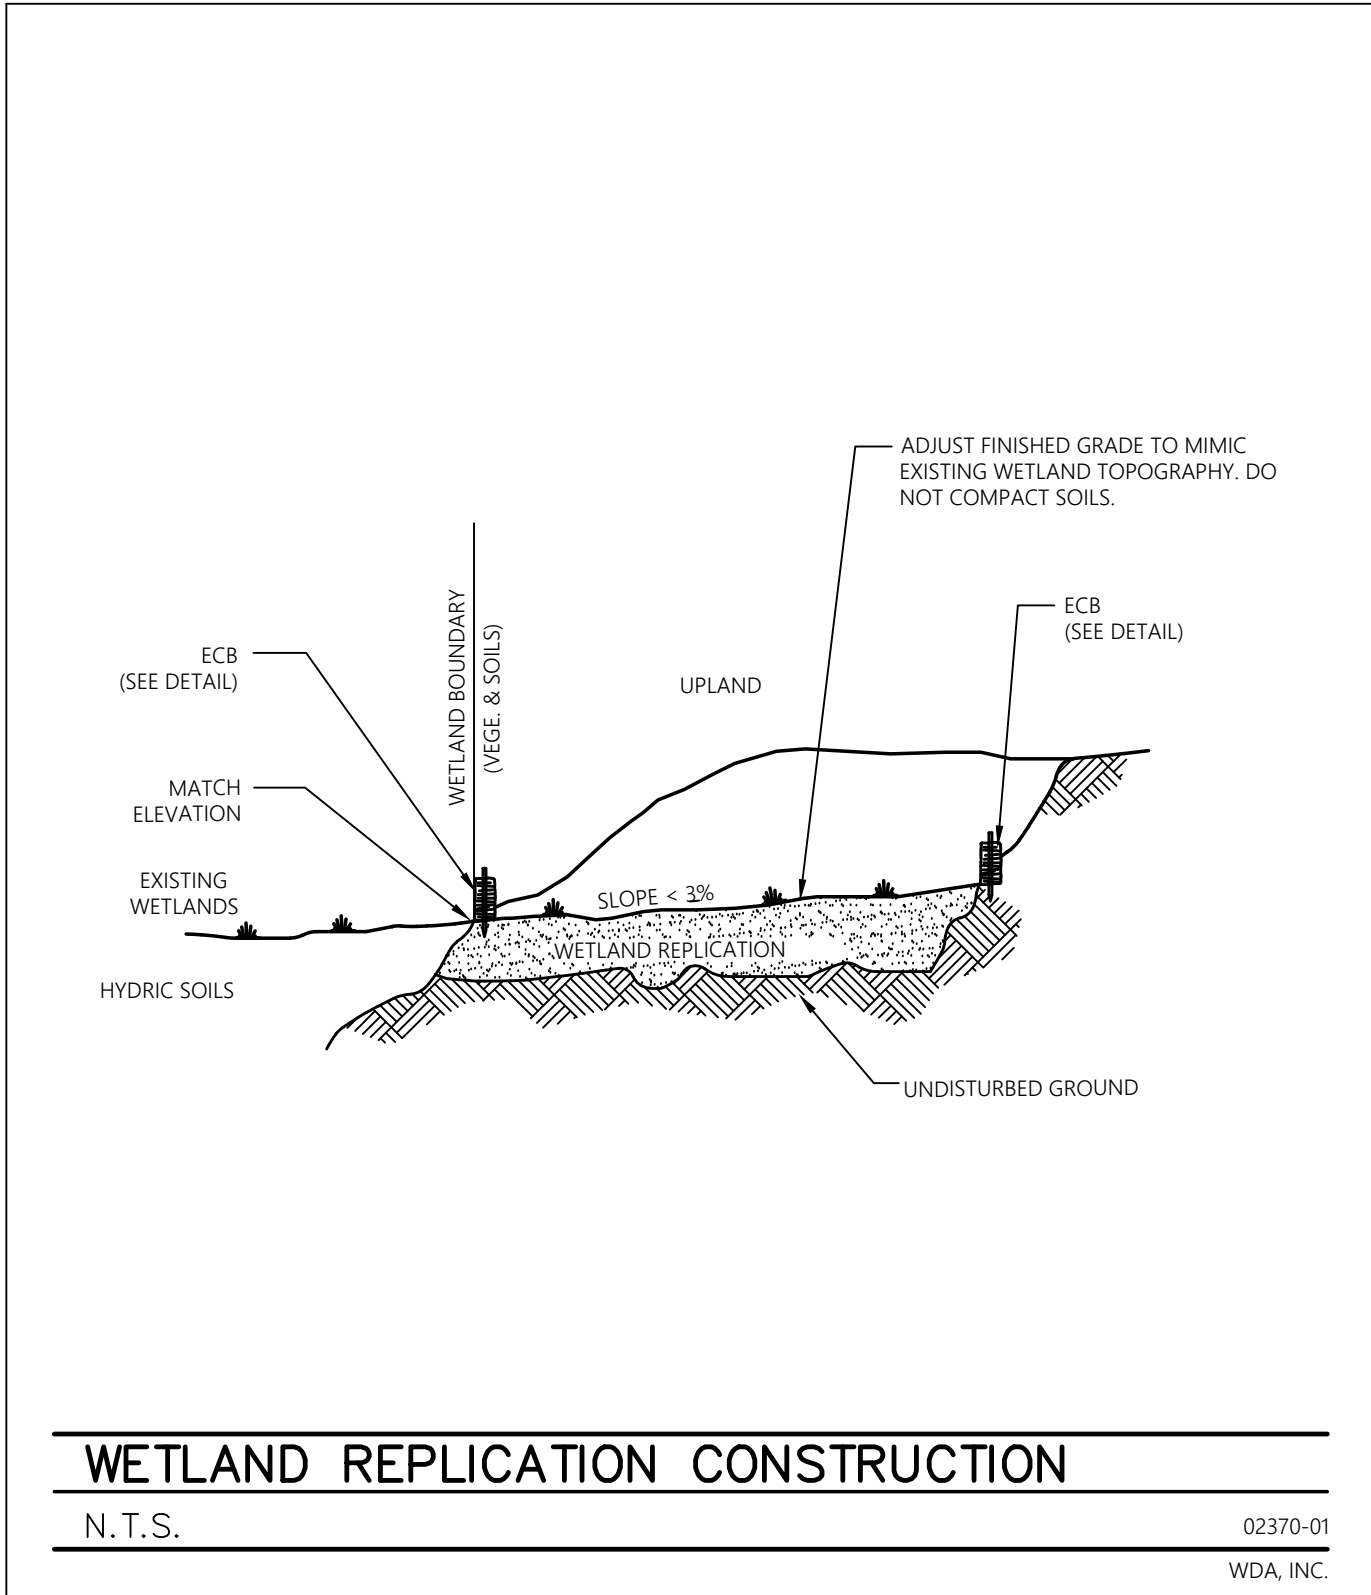 ADJUST FINISHED GRADE TO MIMIC
EXISTING WETLAND TOPOGRAPHY. DO
NOT COMPACT SOILS.
WETLAND BOUNDARY
(VEGE. & SOILS)
ECB
(SEE DETAIL)
ECB
(SEE DETAIL)
UPLAND
MATCH
ELEVATION
EXISTING
WETLANDS
SLOPE < 3%
WETLAND REPLICATION
HYDRIC SOILS
UNDISTURBED GROUND
WETLAND REPLICATION CONSTRUCTION
N.T.S.
02370-01
WDA, INC.